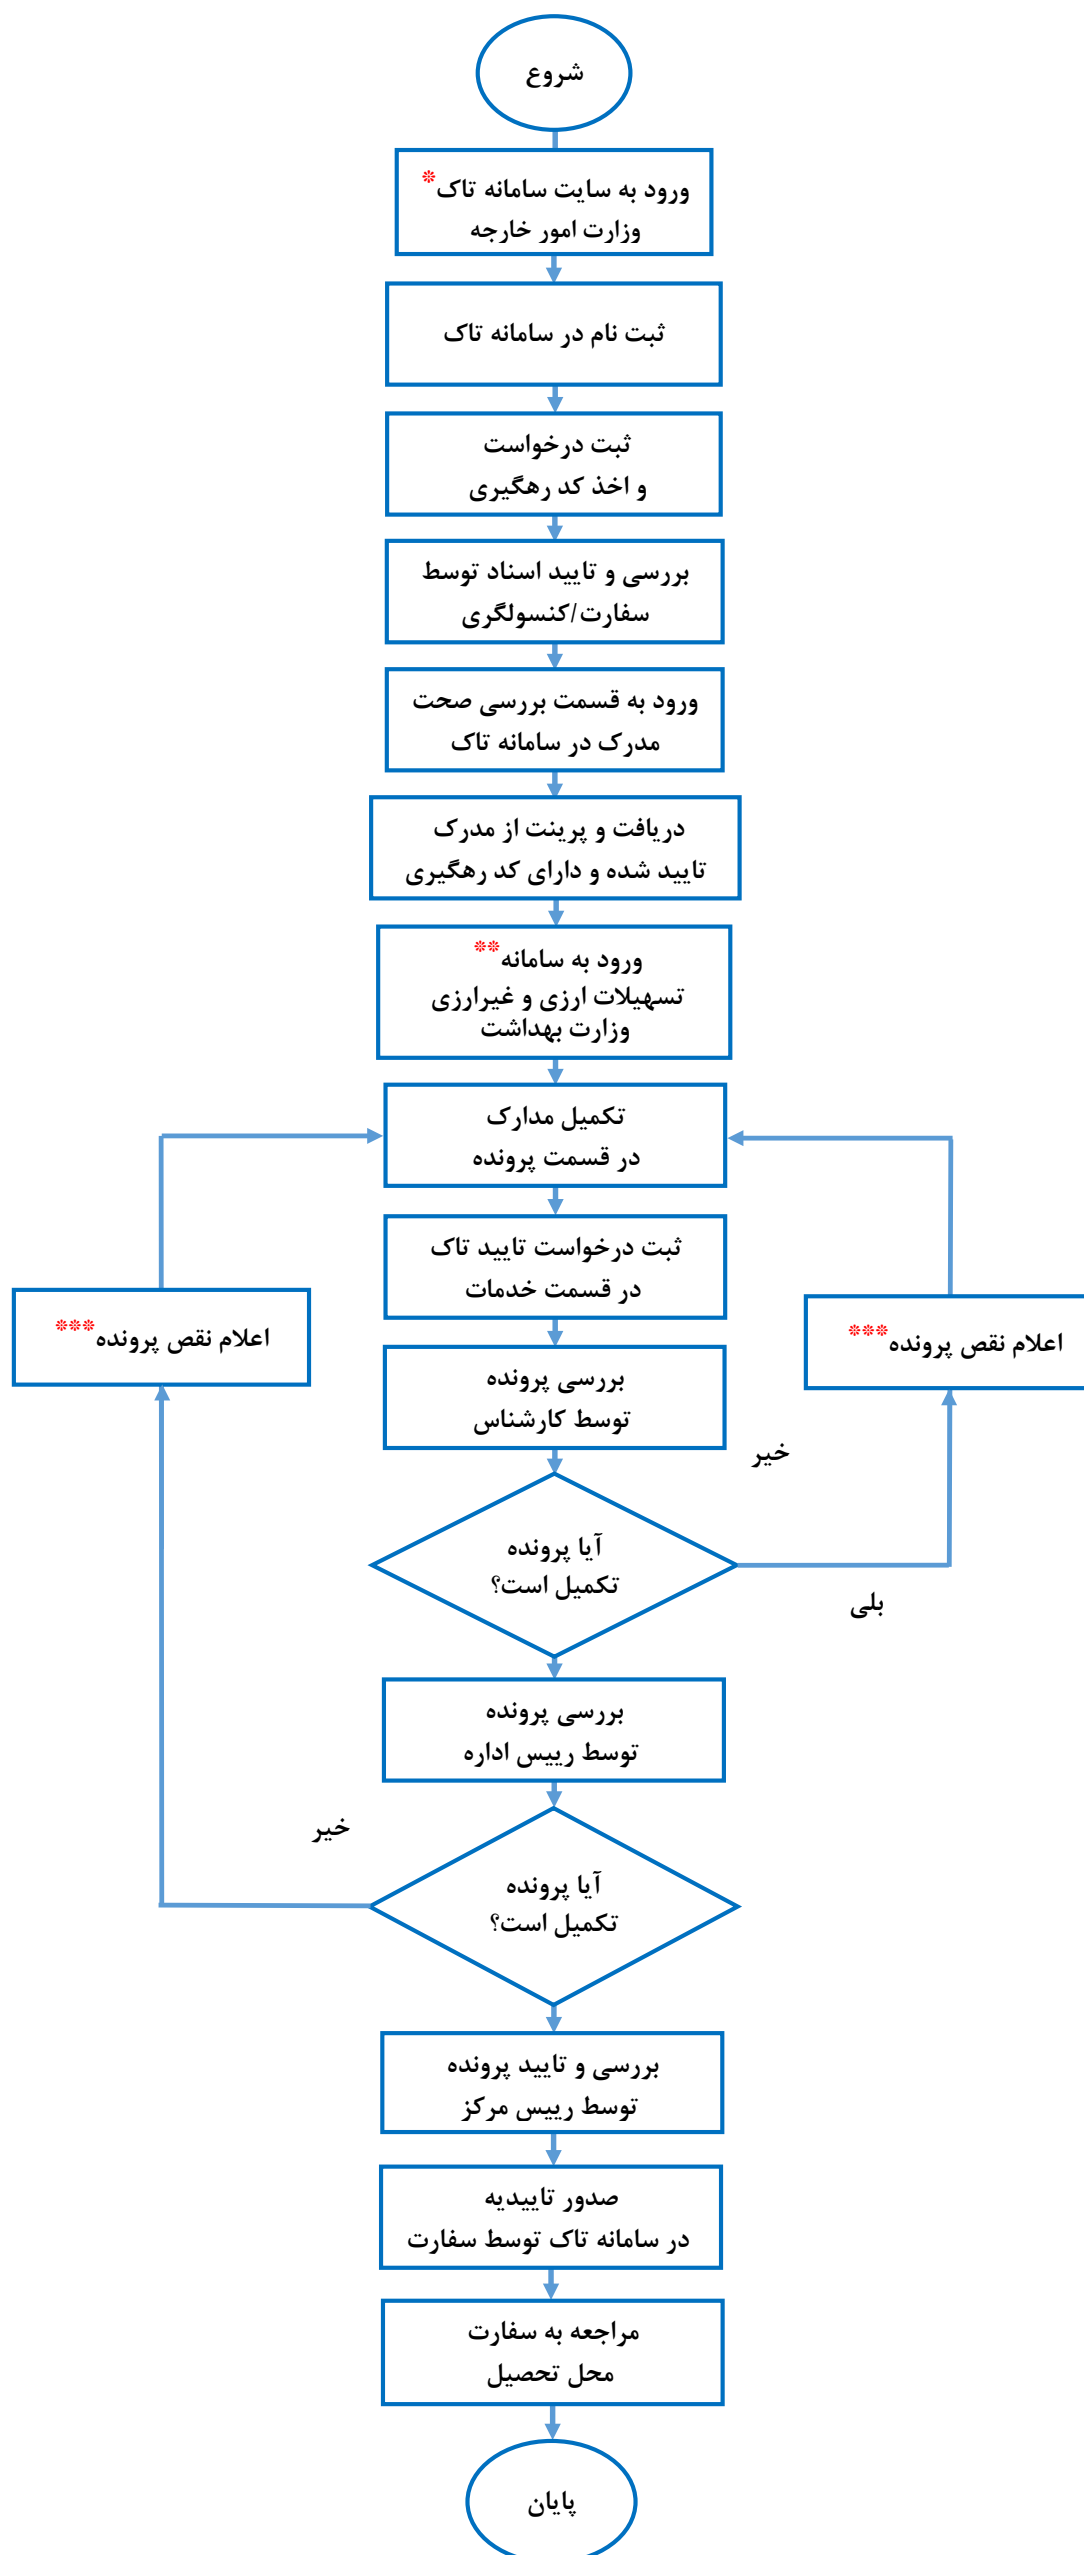 شروع
ورود به سایت سامانه تاک*
وزارت امور خارجه
ثبت نام در سامانه تاک
ثبت درخواست
و اخذ کد رهگیری
بررسی و تایید اسناد توسط
سفارت/کنسولگری
ورود به قسمت بررسی صحت
مدرک در سامانه تاک
دریافت و پرینت از مدرک
تایید شده و دارای کد رهگیری
ورود به سامانه**
تسهیلات ارزی و غیرارزی
وزارت بهداشت
تکمیل مدارک
در قسمت پرونده
ثبت درخواست تایید تاک
در قسمت خدمات
اعلام نقص پرونده***
اعلام نقص پرونده***
بررسی پرونده
توسط کارشناس
خیر
آیا پرونده
تکمیل است؟
بلی
بررسی پرونده
توسط رییس اداره
خیر
آیا پرونده
تکمیل است؟
بررسی و تایید پرونده
توسط رییس مرکز
صدور تاییدیه
در سامانه تاک توسط سفارت
مراجعه به سفارت
محل تحصیل
پایان